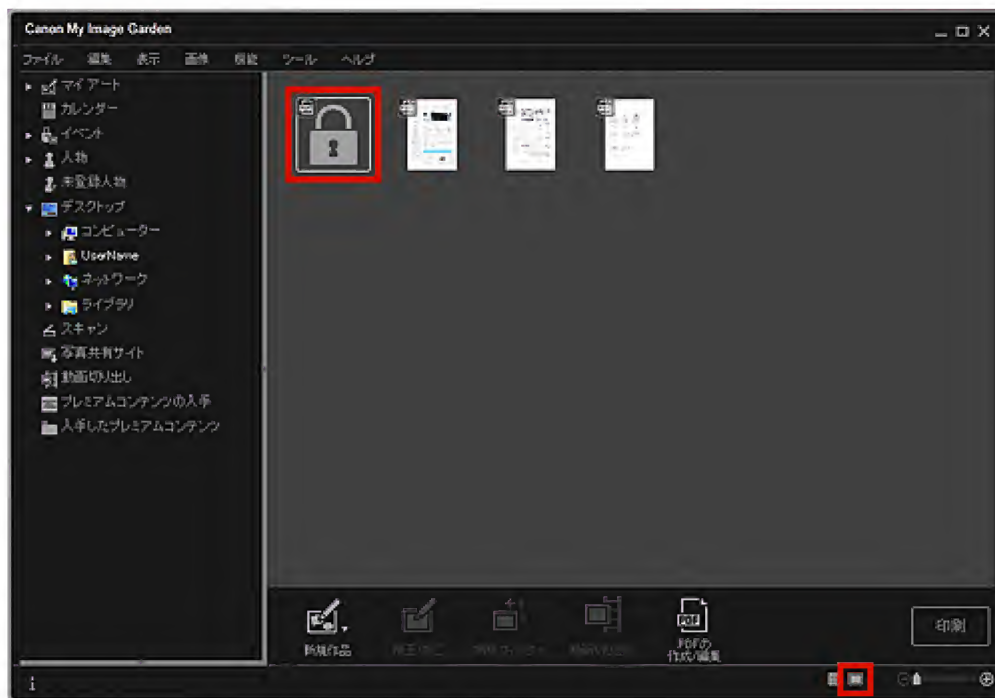 Canon My Image Garden
ファイル 編集 表示 画像 機能 ツール ヘルプ
マイ アート
カレンダー
イベント
人物
未登録人物
デスクトップ
コンピューター
UserName
ネットワーク
ライブラリ
スキャン
写真共有サイト
動画切り出し
プレミアムコンテンツの入手
入手したプレミアムコンテンツ
新規作品
PDF
PDFの
作成/編集
印刷